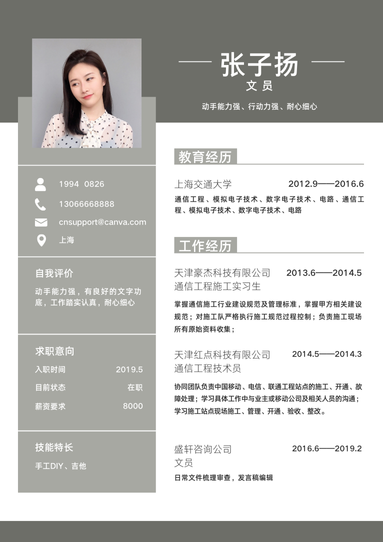 张子扬
文员
动手能力强、行动力强、耐心细心
1994 0826
13066668888
cnsupport@canva.com
上海
自我评价
动手能力强，有良好的文字功
底，工作踏实认真，耐心细心
求职意向
入职时间 2019.5
目前状态 在职
薪资要求 8000
技能特长
手工DIY、吉他
教育经历
上海交通大学 2012.9——2016.6
通信工程、模拟电子技术、数字电子技术、电路、通信工
程、模拟电子技术、数字电子技术、电路
工作经历
天津豪杰科技有限公司 2013.6——2014.5
通信工程施工实习生
掌握通信施工行业建设规范及管理标准，掌握甲方相关建设
规范；对施工队严格执行施工规范过程控制；负责施工现场
所有原始资料收集；
天津红点科技有限公司 2014.5——2014.3
通信工程技术员
协同团队负责中国移动、电信、联通工程站点的施工、开通、故
障处理；学习具体工作中与业主或移动公司及相关人员的沟通；
学习施工站点现场施工、管理、开通、验收、整改。
盛轩咨询公司 2016.6——2019.2
文员
日常文件梳理审查，发言稿编辑